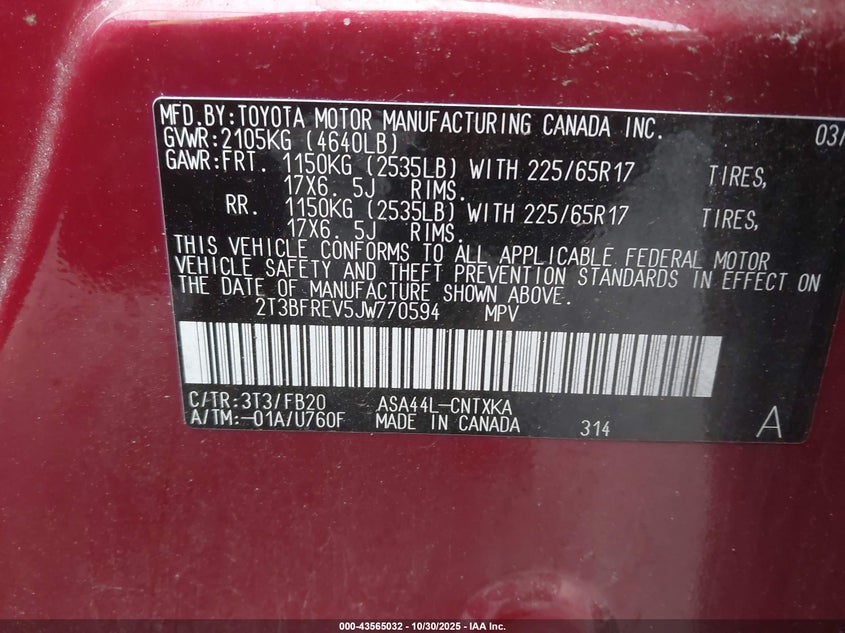 MFD.BY:TOYOTA MOTOR MANUFACTURING CANADA INC. 03/
GVWR:2105KG (4640LB)
GAWR:FRT. 1150KG (2535LB) WITH 225/65R17 TIRES,
17X6. 5J RIMS.
RR. 1150KG (2535LB) WITH 225/65R17 TIRES,
17X6. 5J RIMS.
THIS VEHICLE CONFORMS TO ALL APPLICABLE FEDERAL MOTOR
VEHICLE SAFETY AND THEFT PREVENTION STANDARDS IN EFFECT ON
THE DATE OF MANUFACTURE SHOWN ABOVE.
2T3BFREV5JW770594 MPV
C/TR:3T3/FB20 ASA44L-CNTXKA
A/TM:-01A/U760F MADE IN CANADA 314 A
000-43565032 - 10/30/2025 - IAA Inc.